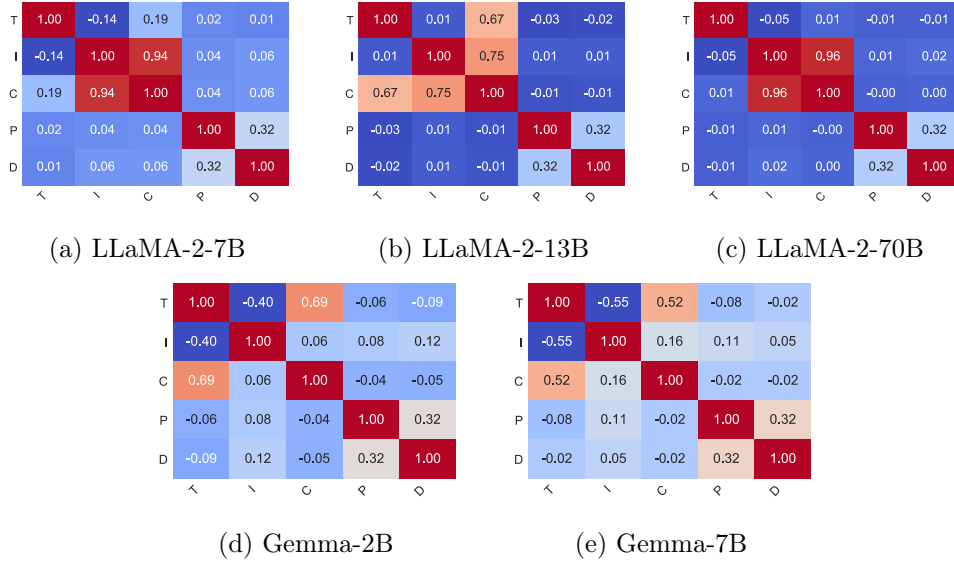 T 1.00 -0.14 0.19 0.02 0.01
I -0.14 1.00 0.94 0.04 0.06
C 0.19 0.94 1.00 0.04 0.06
P 0.02 0.04 0.04 1.00 0.32
D 0.01 0.06 0.06 0.32 1.00
T I C P D
(a) LLaMA-2-7B
T 1.00 0.01 0.67 -0.03 -0.02
I 0.01 1.00 0.75 0.01 0.01
C 0.67 0.75 1.00 -0.01 -0.01
P -0.03 0.01 -0.01 1.00 0.32
D -0.02 0.01 -0.01 0.32 1.00
T I C P D
(b) LLaMA-2-13B
T 1.00 -0.05 0.01 -0.01 -0.01
I -0.05 1.00 0.96 0.01 0.02
C 0.01 0.96 1.00 -0.00 0.00
P -0.01 0.01 -0.00 1.00 0.32
D -0.01 0.02 0.00 0.32 1.00
T I C P D
(c) LLaMA-2-70B
T 1.00 -0.40 0.69 -0.06 -0.09
I -0.40 1.00 0.06 0.08 0.12
C 0.69 0.06 1.00 -0.04 -0.05
P -0.06 0.08 -0.04 1.00 0.32
D -0.09 0.12 -0.05 0.32 1.00
T I C P D
(d) Gemma-2B
T 1.00 -0.55 0.52 -0.08 -0.02
I -0.55 1.00 0.16 0.11 0.05
C 0.52 0.16 1.00 -0.02 -0.02
P -0.08 0.11 -0.02 1.00 0.32
D -0.02 0.05 -0.02 0.32 1.00
T I C P D
(e) Gemma-7B